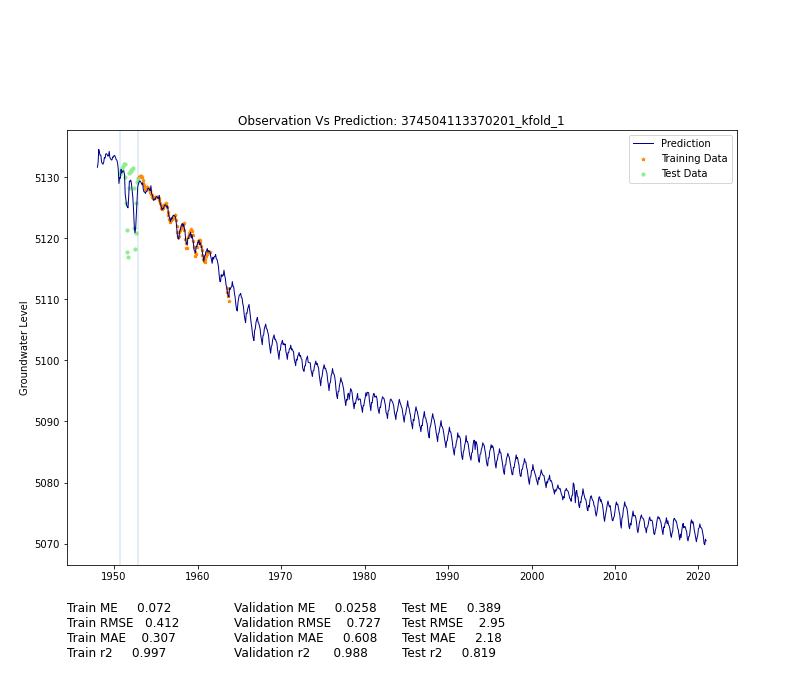 Observation Vs Prediction: 374504113370201_kfold_1
Prediction
Training Data
Test Data
Groundwater Level
5130
5120
5110
5100
5090
5080
5070
1950 1960 1970 1980 1990 2000 2010 2020
Train ME 0.072 Validation ME 0.0258 Test ME 0.389
Train RMSE 0.412 Validation RMSE 0.727 Test RMSE 2.95
Train MAE 0.307 Validation MAE 0.608 Test MAE 2.18
Train r2 0.997 Validation r2 0.988 Test r2 0.819